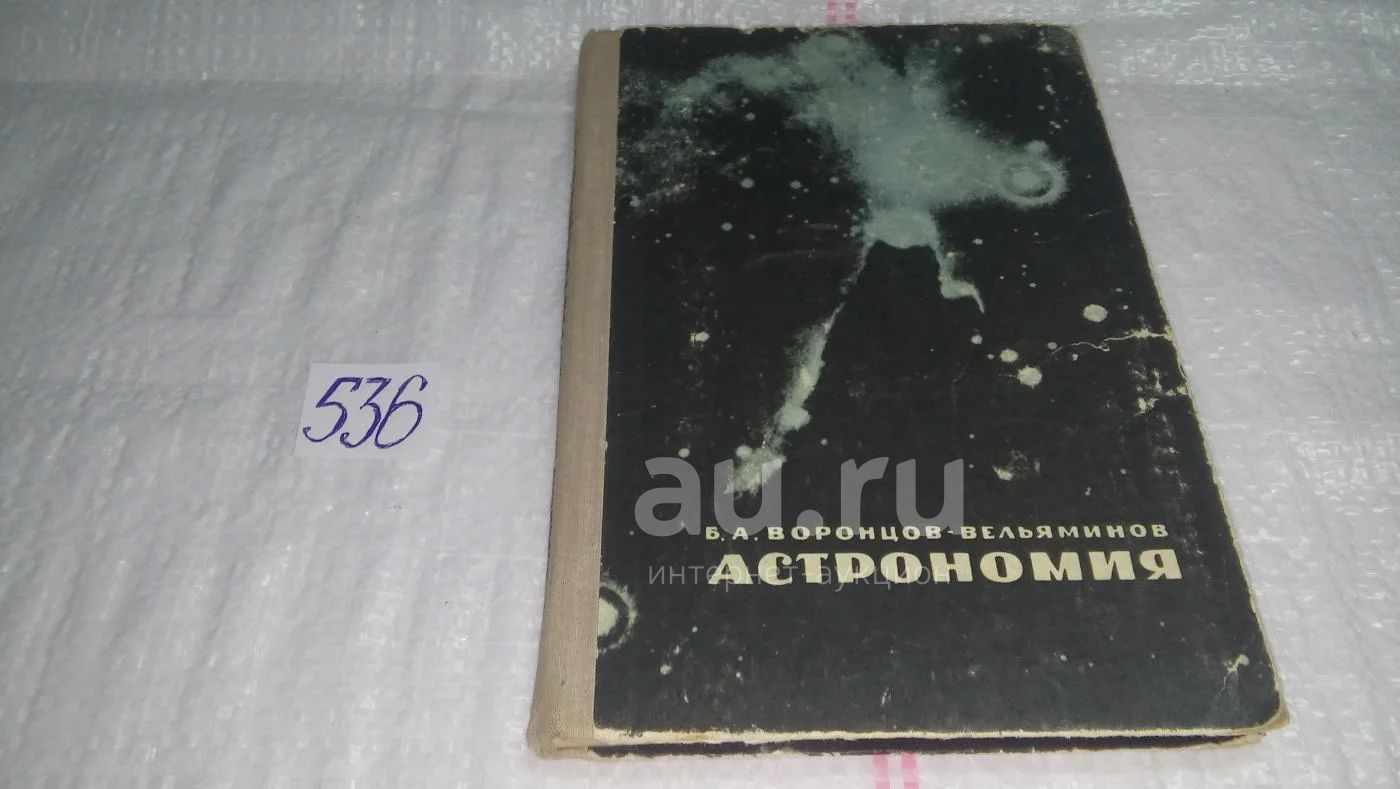 536
au.ru
Б. А. ВОРОНЦОВ-ВЕЛЬЯМИНОВ
АСТРОНОМИЯ
интернет-аукцион